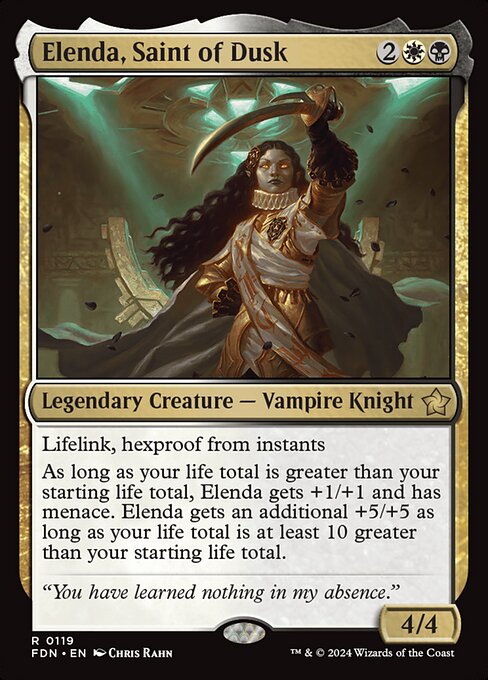 Elenda, Saint of Dusk 2
Legendary Creature — Vampire Knight
Lifelink, hexproof from instants
As long as your life total is greater than your
starting life total, Elenda gets +1/+1 and has
menace. Elenda gets an additional +5/+5 as
long as your life total is at least 10 greater
than your starting life total.
“You have learned nothing in my absence.”
4/4
R 0119
FDN • EN Chris Rahn
™ & © 2024 Wizards of the Coast